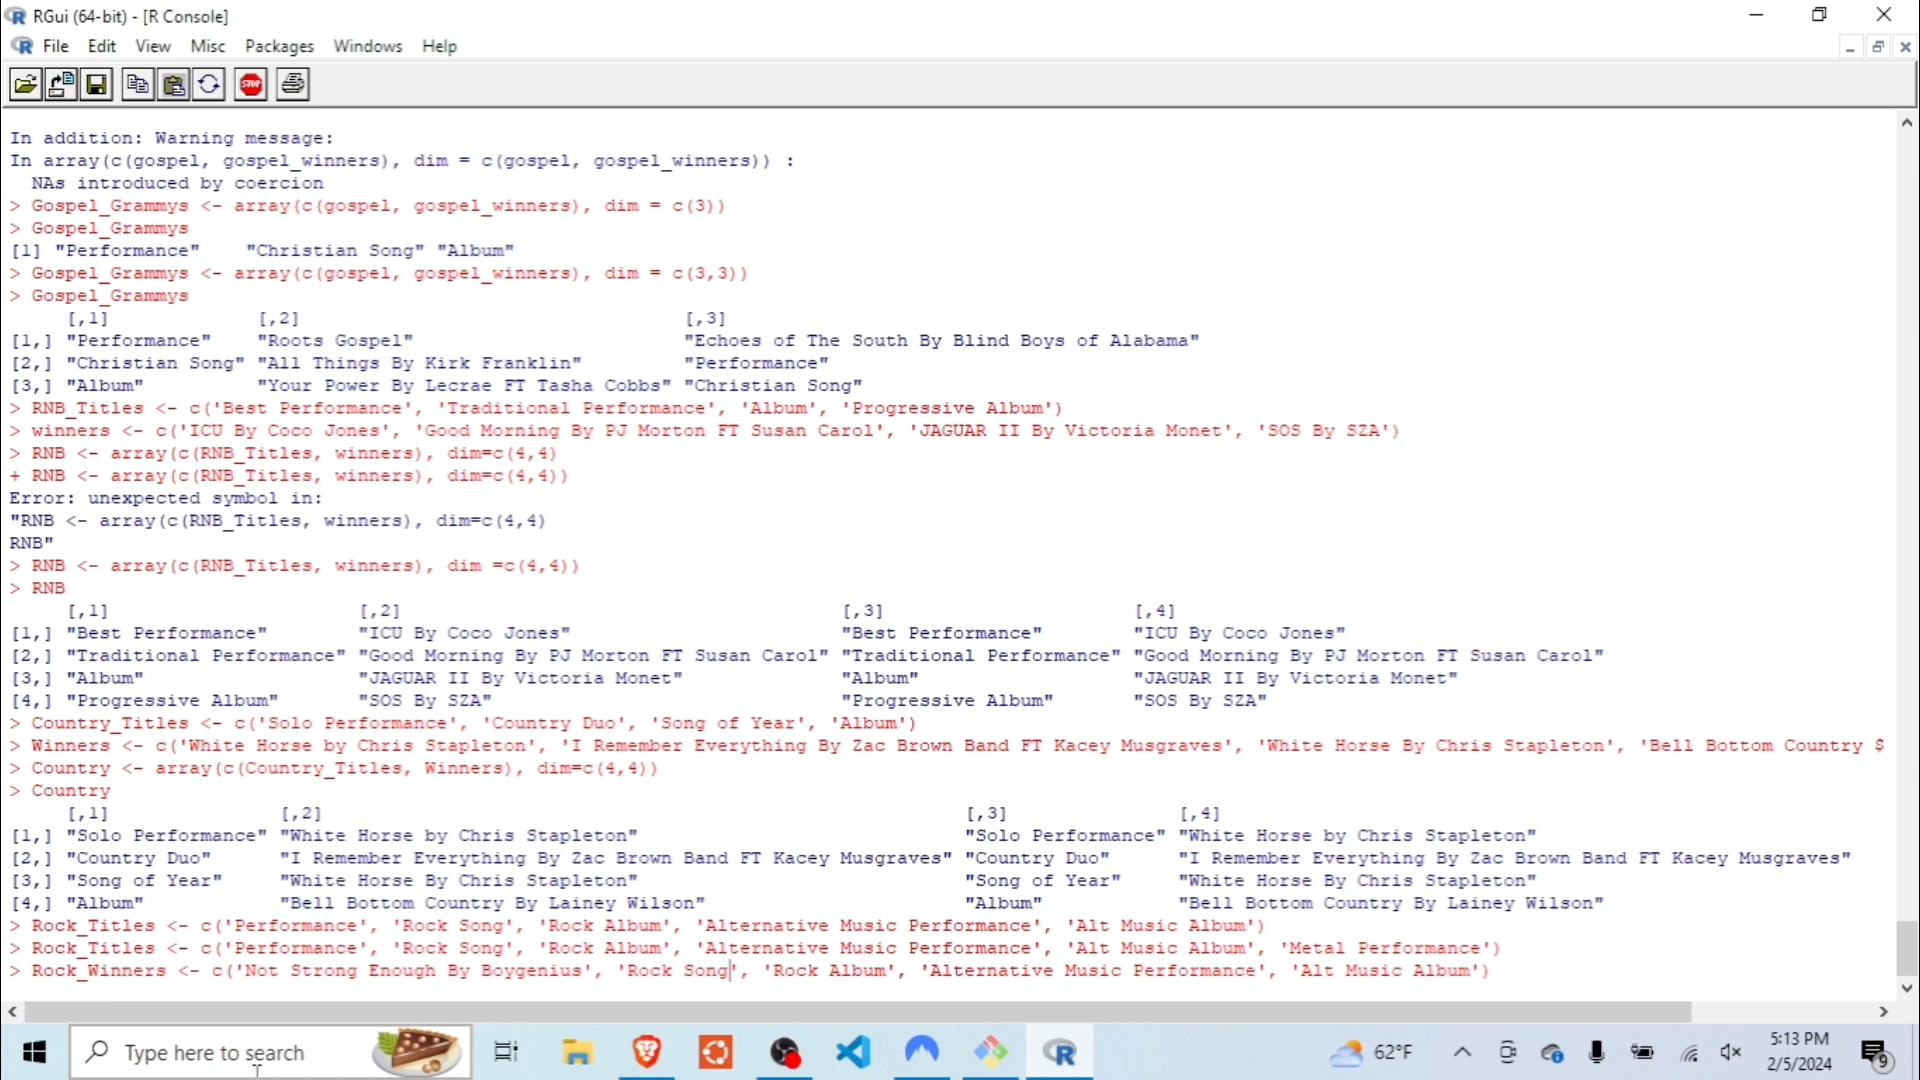 RGui (64-bit) - [R Console]
File Edit View Misc Packages Windows Help
STOP
In addition: Warning message:
In array(c(gospel, gospel_winners), dim = c(gospel, gospel_winners)) :
  NAs introduced by coercion
> Gospel_Grammys <- array(c(gospel, gospel_winners), dim = c(3))
> Gospel_Grammys
[1] "Performance"    "Christian Song" "Album"
> Gospel_Grammys <- array(c(gospel, gospel_winners), dim = c(3,3))
> Gospel_Grammys
     [,1]             [,2]                                  [,3]
[1,] "Performance"    "Roots Gospel"                        "Echoes of The South By Blind Boys of Alabama"
[2,] "Christian Song" "All Things By Kirk Franklin"         "Performance"
[3,] "Album"          "Your Power By Lecrae FT Tasha Cobbs" "Christian Song"
> RNB_Titles <- c('Best Performance', 'Traditional Performance', 'Album', 'Progressive Album')
> winners <- c('ICU By Coco Jones', 'Good Morning By PJ Morton FT Susan Carol', 'JAGUAR II By Victoria Monet', 'SOS By SZA')
> RNB <- array(c(RNB_Titles, winners), dim=c(4,4)
+ RNB <- array(c(RNB_Titles, winners), dim=c(4,4))
Error: unexpected symbol in:
"RNB <- array(c(RNB_Titles, winners), dim=c(4,4)
RNB"
> RNB <- array(c(RNB_Titles, winners), dim =c(4,4))
> RNB
     [,1]                      [,2]                                       [,3]                      [,4]
[1,] "Best Performance"        "ICU By Coco Jones"                        "Best Performance"        "ICU By Coco Jones"
[2,] "Traditional Performance" "Good Morning By PJ Morton FT Susan Carol" "Traditional Performance" "Good Morning By PJ Morton FT Susan Carol"
[3,] "Album"                   "JAGUAR II By Victoria Monet"              "Album"                   "JAGUAR II By Victoria Monet"
[4,] "Progressive Album"       "SOS By SZA"                               "Progressive Album"       "SOS By SZA"
> Country_Titles <- c('Solo Performance', 'Country Duo', 'Song of Year', 'Album')
> Winners <- c('White Horse by Chris Stapleton', 'I Remember Everything By Zac Brown Band FT Kacey Musgraves', 'White Horse By Chris Stapleton', 'Bell Bottom Country $
> Country <- array(c(Country_Titles, Winners), dim=c(4,4))
> Country
     [,1]               [,2]                                                         [,3]               [,4]
[1,] "Solo Performance" "White Horse by Chris Stapleton"                             "Solo Performance" "White Horse by Chris Stapleton"
[2,] "Country Duo"      "I Remember Everything By Zac Brown Band FT Kacey Musgraves" "Country Duo"      "I Remember Everything By Zac Brown Band FT Kacey Musgraves"
[3,] "Song of Year"     "White Horse By Chris Stapleton"                             "Song of Year"     "White Horse By Chris Stapleton"
[4,] "Album"            "Bell Bottom Country By Lainey Wilson"                       "Album"            "Bell Bottom Country By Lainey Wilson"
> Rock_Titles <- c('Performance', 'Rock Song', 'Rock Album', 'Alternative Music Performance', 'Alt Music Album')
> Rock_Titles <- c('Performance', 'Rock Song', 'Rock Album', 'Alternative Music Performance', 'Alt Music Album', 'Metal Performance')
> Rock_Winners <- c('Not Strong Enough By Boygenius', 'Rock Song', 'Rock Album', 'Alternative Music Performance', 'Alt Music Album')
Type here to search
62°F
5:13 PM
2/5/2024
9